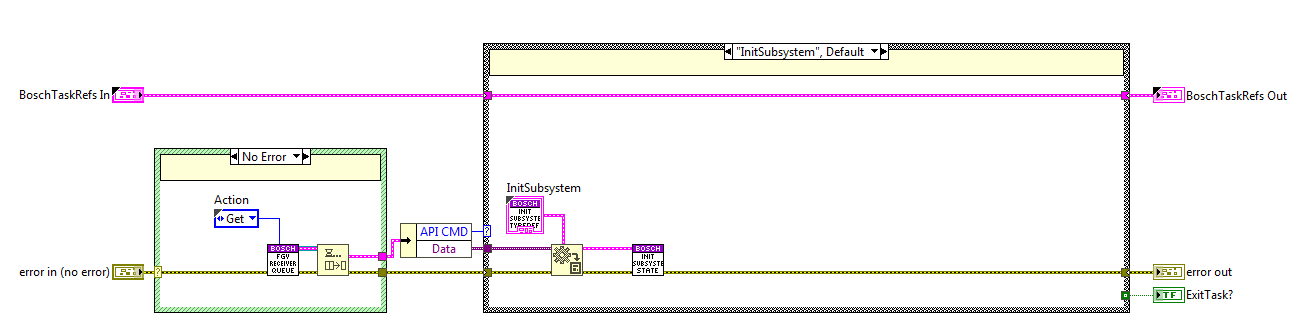 "InitSubsystem", Default
BoschTaskRefs In
BoschTaskRefs Out
No Error
Action
Get
InitSubsystem
BOSCH
INIT
SUBSYSTE
TYPEDEF
API CMD
Data
BOSCH
FGV
RECEIVER
QUEUE
BOSCH
INIT
SUBSYSTE
STATE
error in (no error)
?
?
error out
TF
ExitTask?